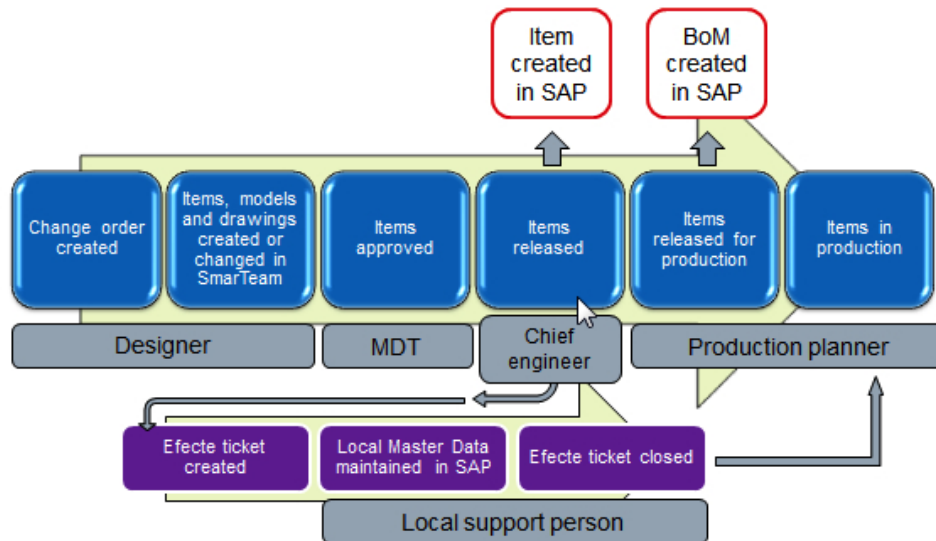 Item
created
in SAP
BoM
created
in SAP
Change order
created
Items, models
and drawings
created or
changed in
SmarTeam
Items
approved
Items
released
Items
released for
production
Items in
production
Designer
MDT
Chief
engineer
Production planner
Efecte ticket
created
Local Master Data
maintained in SAP
Efecte ticket closed
Local support person